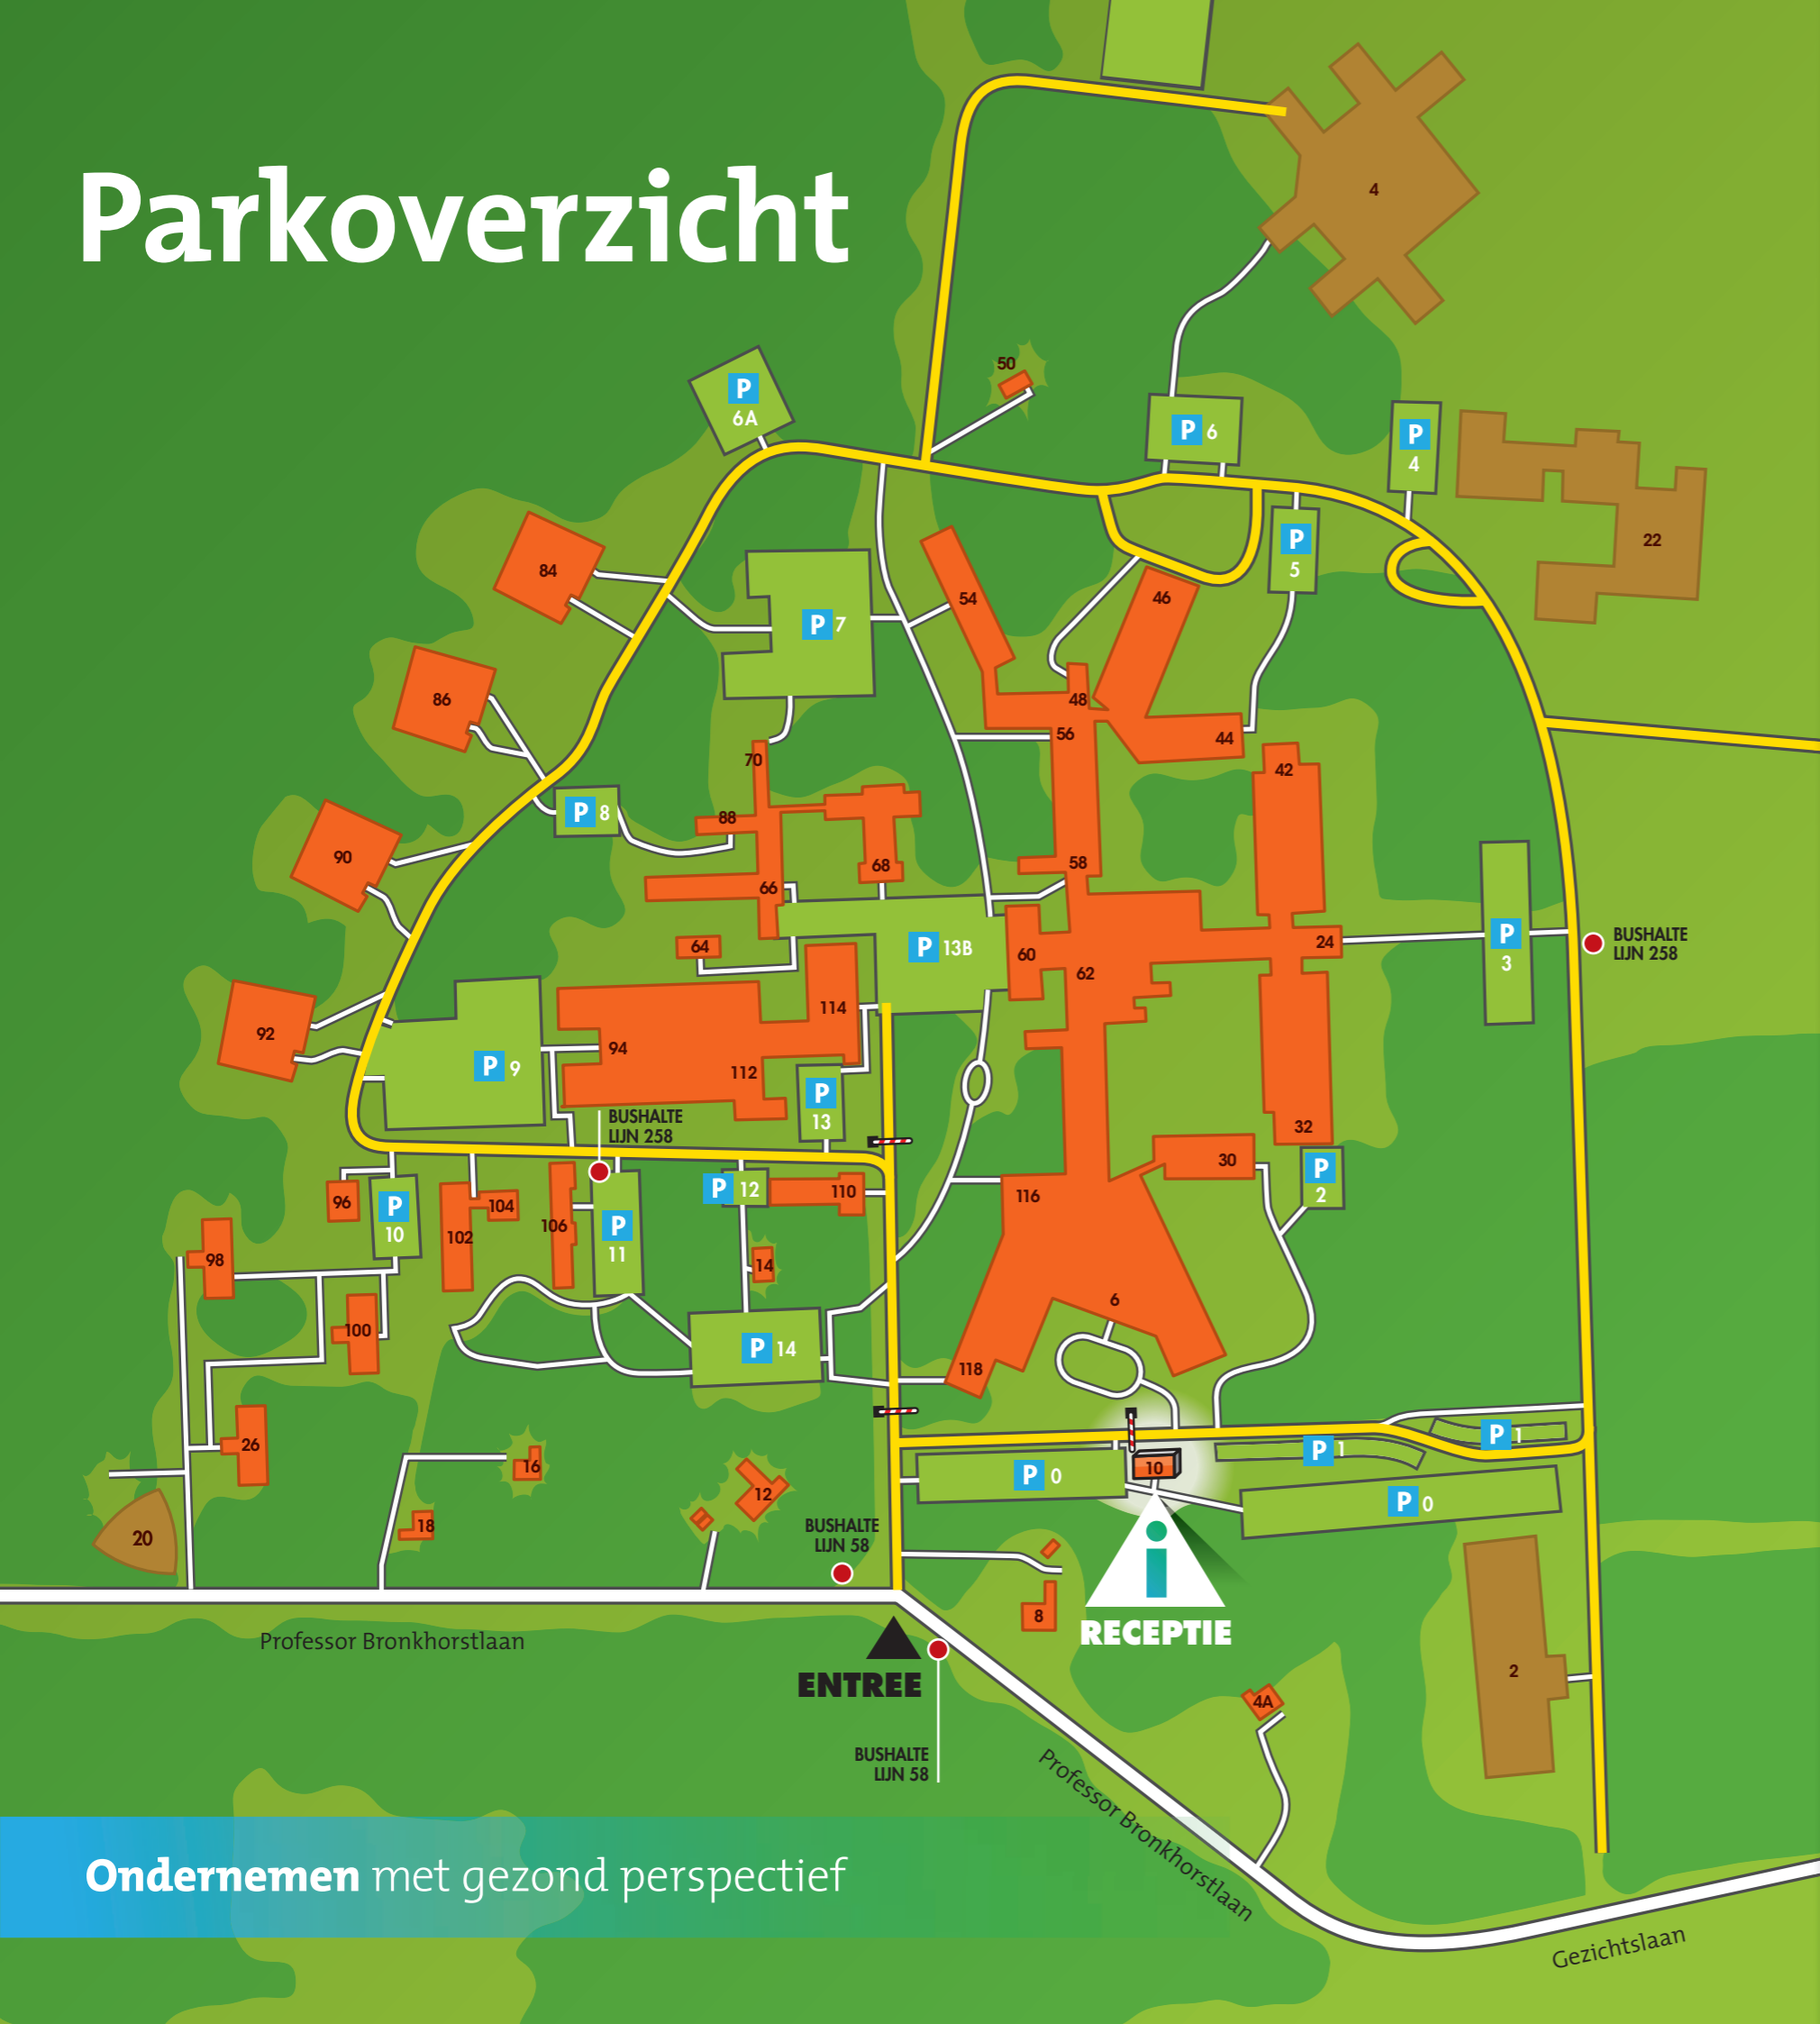 Parkoverzicht
4
50
P
6A
P 6
P
4
22
P
5
84
54
46
P 7
86
48
56
44
70
42
P 8
88
90
68
58
66
64
P 13B
60
24
62
P
3
BUSHALTE
LIJN 258
92
114
94
P 9
112
P
13
BUSHALTE
LIJN 258
32
30
P
2
96
P
10
104
102
106
P
11
P 12
110
116
98
14
100
6
P 14
118
26
P 1
P 1
16
10
P 0
P 0
12
18
20
BUSHALTE
LIJN 58
i
8
RECEPTIE
Professor Bronkhorstlaan
ENTREE
2
4A
BUSHALTE
LIJN 58
Professor Bronkhorstlaan
Ondernemen met gezond perspectief
Gezichtslaan